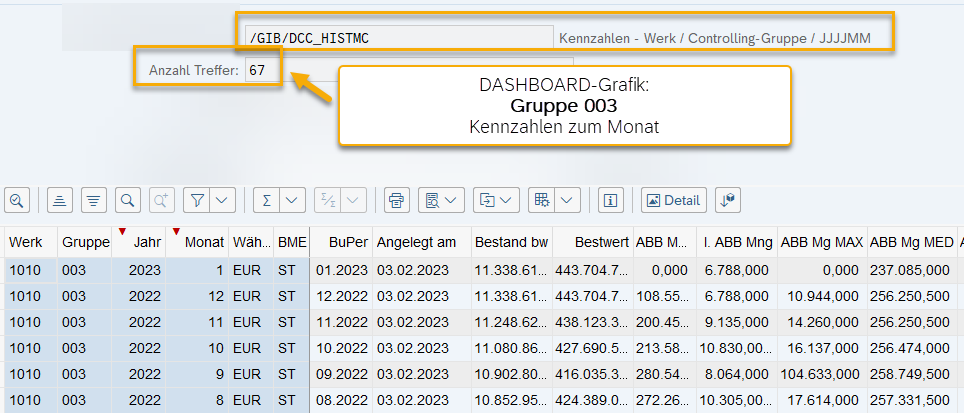 /GIB/DCC_HISTMC Kennzahlen - Werk / Controlling-Gruppe / JJJJMM
Anzahl Treffer: 67
DASHBOARD-Grafik:
Gruppe 003
Kennzahlen zum Monat
Detail
Werk Gruppe Jahr Monat Wäh... BME BuPer Angelegt am Bestand bw Bestwert ABB M... I. ABB Mng ABB Mg MAX ABB Mg MED
1010 003 2023 1 EUR ST 01.2023 03.02.2023 11.338.61... 443.704.7... 0,000 6.788,000 0,000 237.085,000
1010 003 2022 12 EUR ST 12.2022 03.02.2023 11.338.61... 443.704.7... 108.55... 6.788,000 10.944,000 256.250,500
1010 003 2022 11 EUR ST 11.2022 03.02.2023 11.248.62... 438.123.3... 200.45... 9.135,000 14.260,000 256.250,500
1010 003 2022 10 EUR ST 10.2022 03.02.2023 11.080.86... 427.690.5... 213.58... 10.830,00... 16.137,000 256.474,000
1010 003 2022 9 EUR ST 09.2022 03.02.2023 10.902.80... 416.035.3... 280.54... 8.064,000 104.633,000 258.749,500
1010 003 2022 8 EUR ST 08.2022 03.02.2023 10.852.95... 424.389.0... 272.26... 10.305,00... 17.614,000 257.331,500